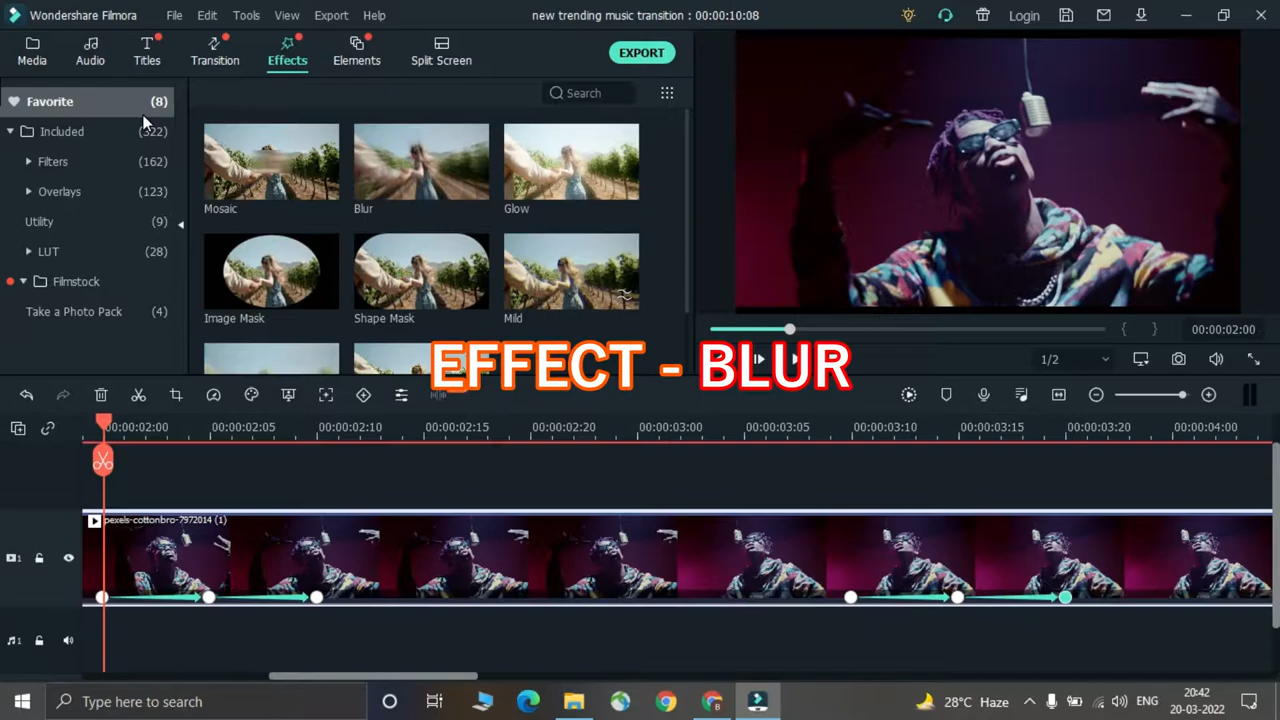 Wondershare Filmora
File
Edit
Tools
View
Export
Help
new trending music transition : 00:00:10:08
Login
Media
Audio
Titles
Transition
Effects
Elements
Split Screen
EXPORT
Favorite (8)
Included (322)
Filters (162)
Overlays (123)
Utility (9)
LUT (28)
Filmstock
Take a Photo Pack (4)
Search
Mosaic
Blur
Glow
Image Mask
Shape Mask
Mild
00:00:02:00
1/2
EFFECT - BLUR
00:00:02:00
00:00:02:05
00:00:02:10
00:00:02:15
00:00:02:20
00:00:03:00
00:00:03:05
00:00:03:10
00:00:03:15
00:00:03:20
00:00:04:00
pexels-cottonbro-7972014 (1)
1
1
Type here to search
28°C Haze
ENG
20:42
20-03-2022